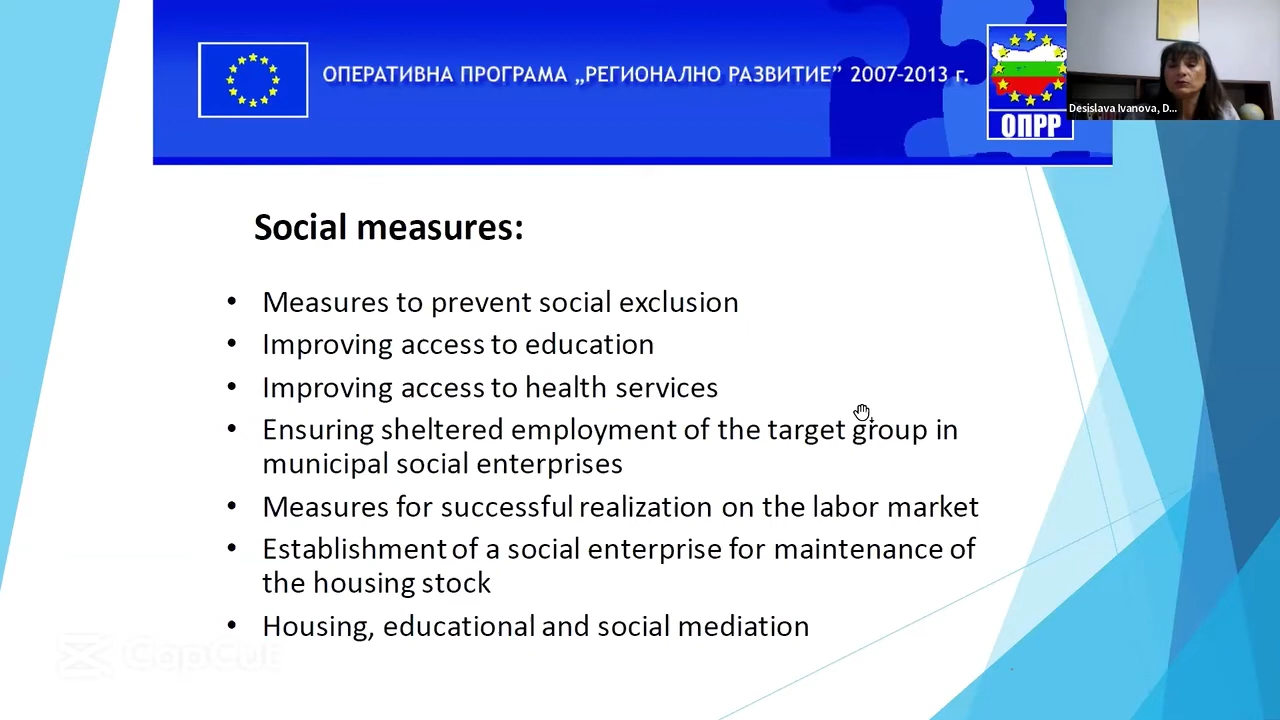 ОПЕРАТИВНА ПРОГРАМА „РЕГИОНАЛНО РАЗВИТИЕ” 2007-2013 г.
ОПРР
Desislava Ivanova, D...
Social measures:
• Measures to prevent social exclusion
• Improving access to education
• Improving access to health services
• Ensuring sheltered employment of the target group in
municipal social enterprises
• Measures for successful realization on the labor market
• Establishment of a social enterprise for maintenance of
the housing stock
• Housing, educational and social mediation
CapCut